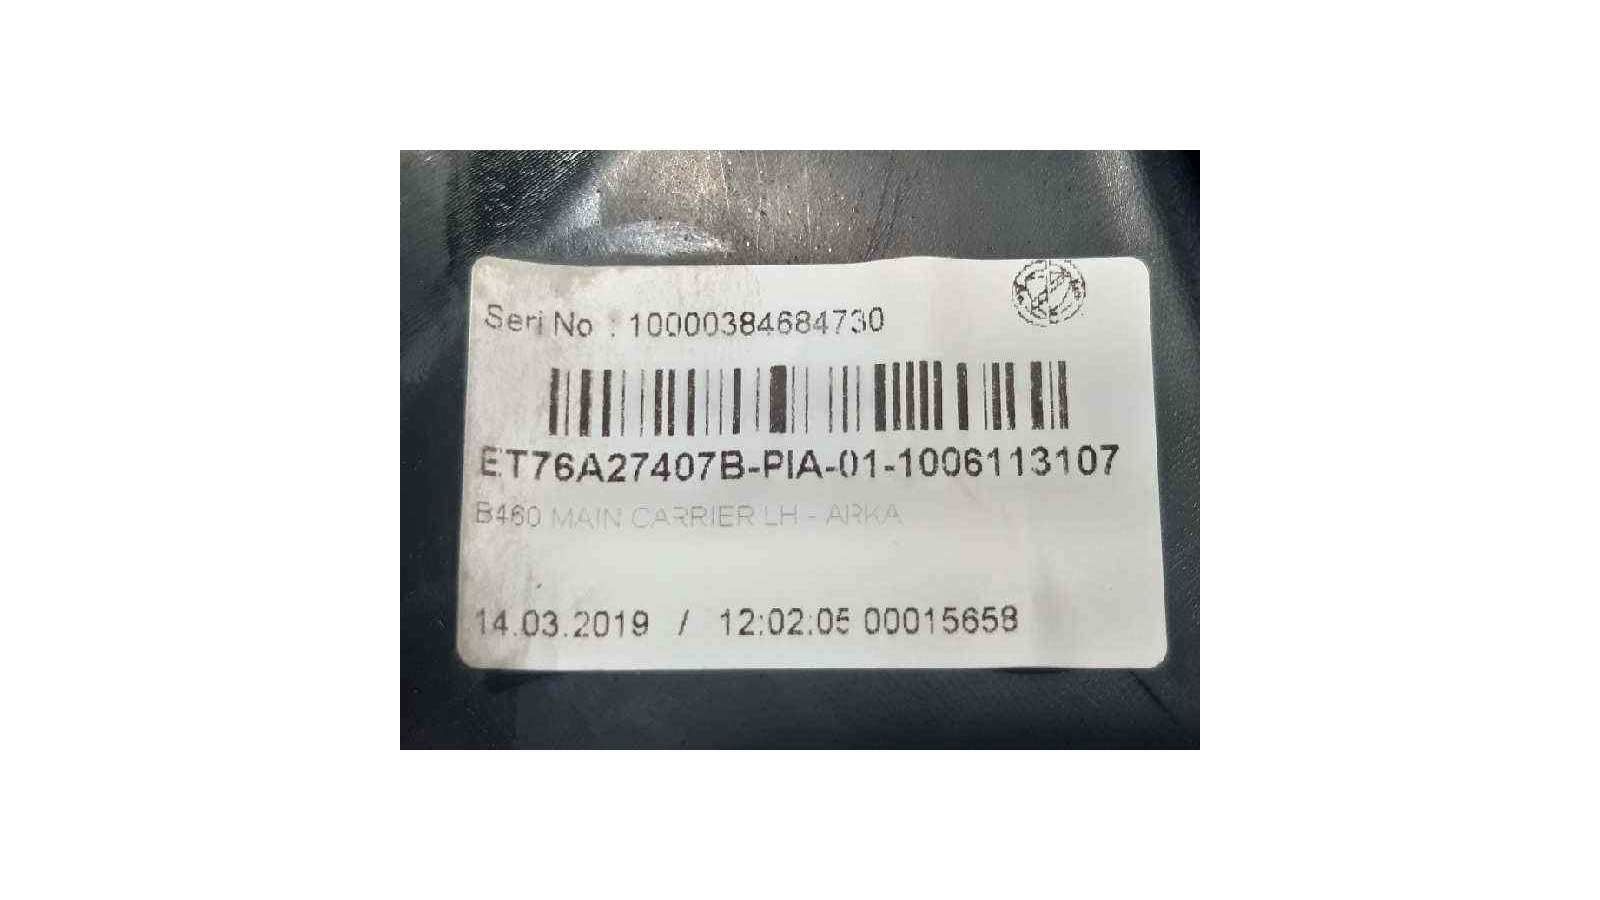 Seri No : 10000384684730
ET76A27407B-PIA-01-1006113107
B460 MAIN CARRIER LH - ARKA
14.03.2019 / 12:02:05 00015658